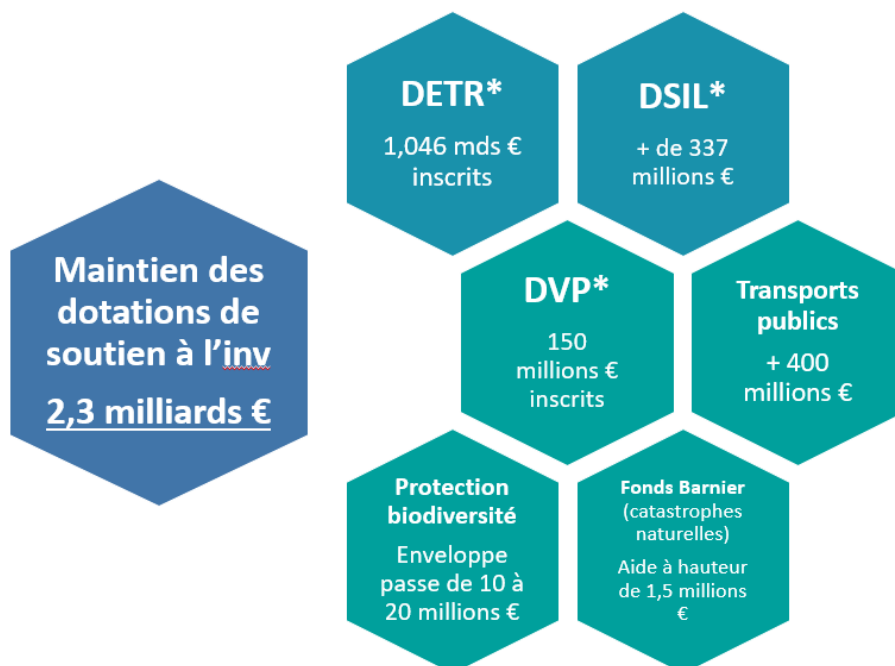 Maintien des
dotations de
soutien à l’inv
2,3 milliards €
DETR*
1,046 mds €
inscrits
DSIL*
+ de 337
millions €
DVP*
150
millions €
inscrits
Transports
publics
+ 400
millions €
Protection
biodiversité
Enveloppe
passe de 10 à
20 millions €
Fonds Barnier
(catastrophes
naturelles)
Aide à hauteur
de 1,5 millions
€